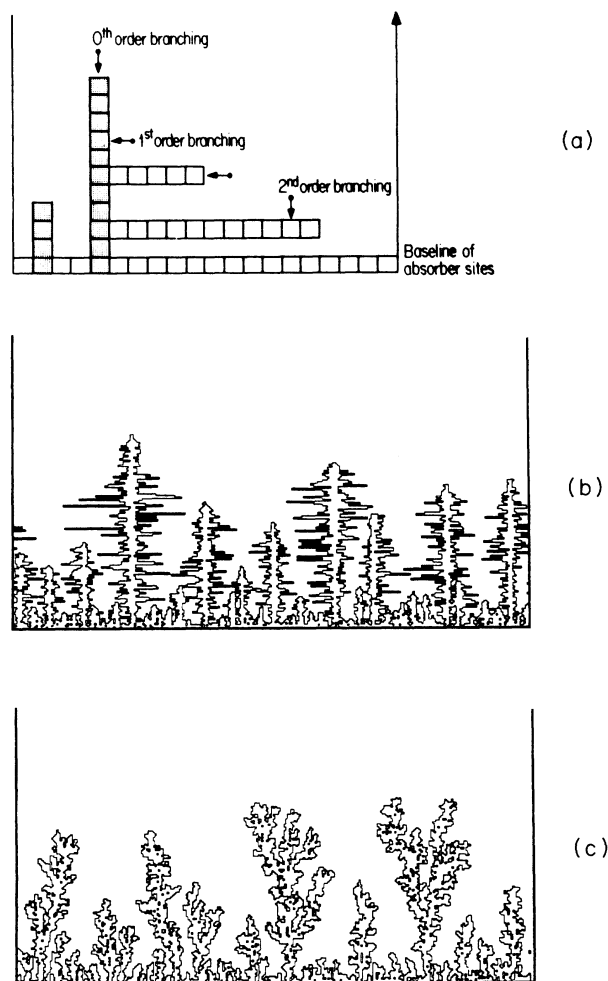 0th order branching
1st order branching
(a)
2nd order branching
Baseline of
absorber sites
(b)
(c)